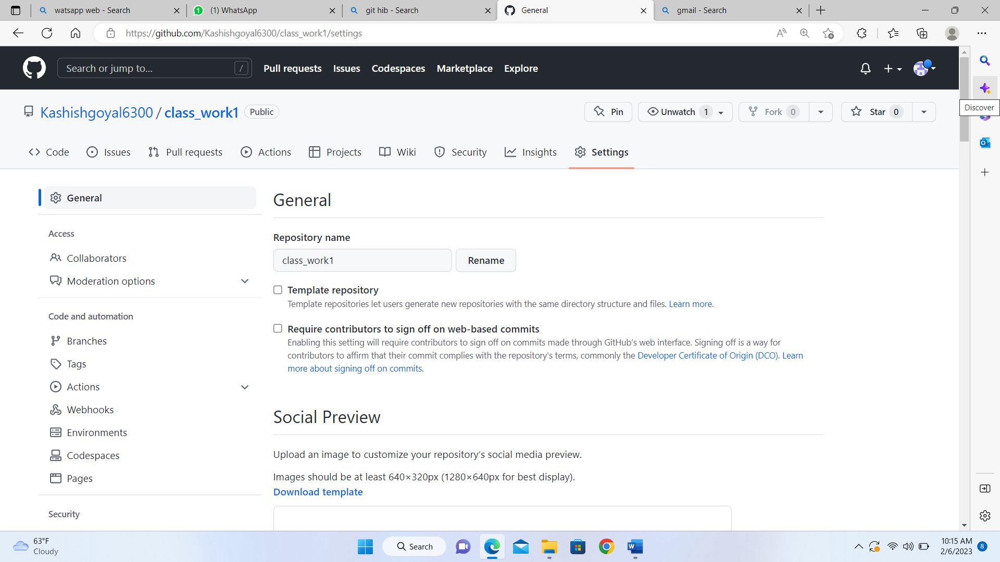 watsapp web - Search
(1) WhatsApp
git hib - Search
General
gmail - Search
https://github.com/Kashishgoyal6300/class_work1/settings
Search or jump to...
/
Pull requests
Issues
Codespaces
Marketplace
Explore
Discover
Kashishgoyal6300 / class_work1
Public
Pin
Unwatch 1
Fork 0
Star 0
Code
Issues
Pull requests
Actions
Projects
Wiki
Security
Insights
Settings
General
Access
Collaborators
Moderation options
Code and automation
Branches
Tags
Actions
Webhooks
Environments
Codespaces
Pages
Security
General
Repository name
class_work1
Rename
Template repository
Template repositories let users generate new repositories with the same directory structure and files. Learn more.
Require contributors to sign off on web-based commits
Enabling this setting will require contributors to sign off on commits made through GitHub’s web interface. Signing off is a way for
contributors to affirm that their commit complies with the repository's terms, commonly the Developer Certificate of Origin (DCO). Learn
more about signing off on commits.
Social Preview
Upload an image to customize your repository’s social media preview.
Images should be at least 640×320px (1280×640px for best display).
Download template
63°F
Cloudy
Search
10:15 AM
2/6/2023
8